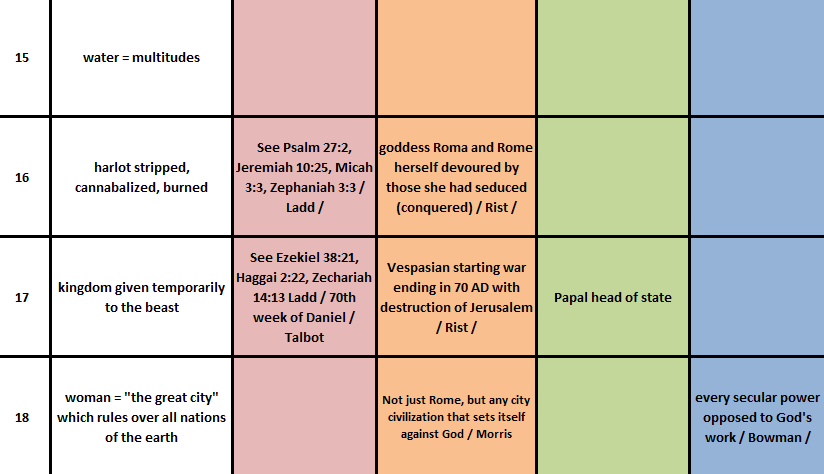 15
water = multitudes
16
harlot stripped,
cannabalized, burned
See Psalm 27:2,
Jeremiah 10:25, Micah
3:3, Zephaniah 3:3 /
Ladd /
goddess Roma and Rome
herself devoured by
those she had seduced
(conquered) / Rist /
17
kingdom given temporarily
to the beast
See Ezekiel 38:21,
Haggai 2:22, Zechariah
14:13 Ladd / 70th
week of Daniel /
Talbot
Vespasian starting war
ending in 70 AD with
destruction of Jerusalem
/ Rist /
Papal head of state
18
woman = "the great city"
which rules over all nations
of the earth
Not just Rome, but any city
civilization that sets itself
against God / Morris
every secular power
opposed to God's
work / Bowman /